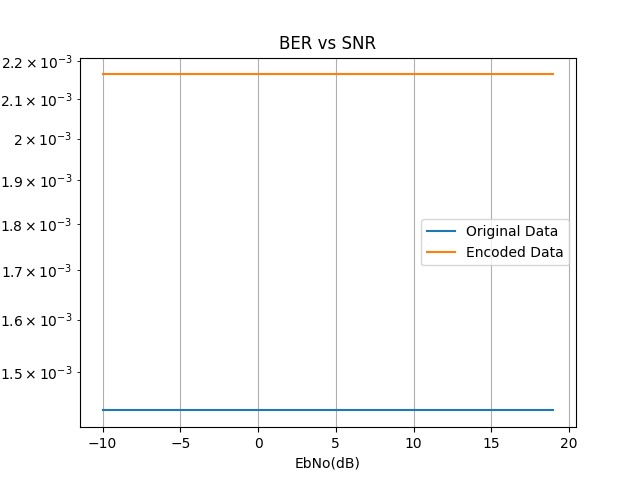 BER vs SNR
2.2 × 10⁻³
2.1 × 10⁻³
2 × 10⁻³
1.9 × 10⁻³
1.8 × 10⁻³
1.7 × 10⁻³
1.6 × 10⁻³
1.5 × 10⁻³
Original Data
Encoded Data
−10 −5 0 5 10 15 20
EbNo(dB)